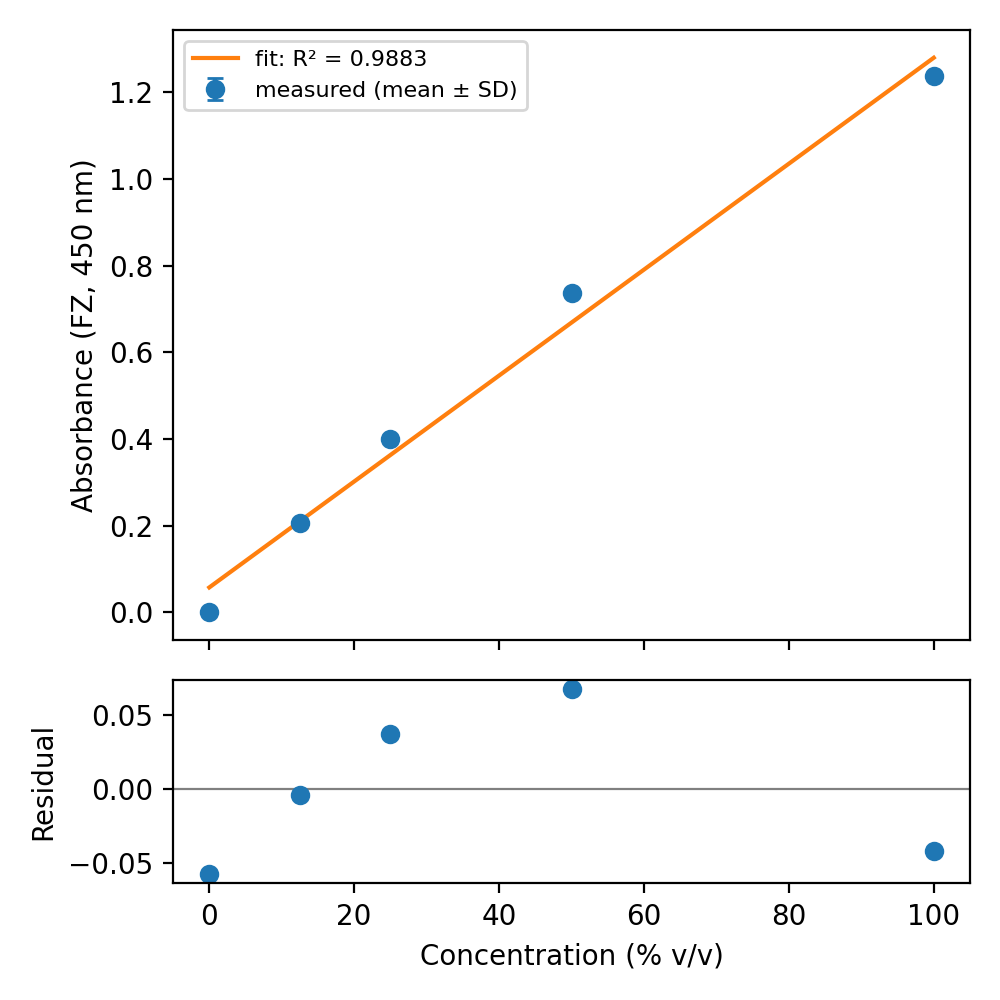 fit: R² = 0.9883
measured (mean ± SD)
Absorbance (FZ, 450 nm)
1.2
1.0
0.8
0.6
0.4
0.2
0.0
Residual
0.05
0.00
−0.05
0 20 40 60 80 100
Concentration (% v/v)